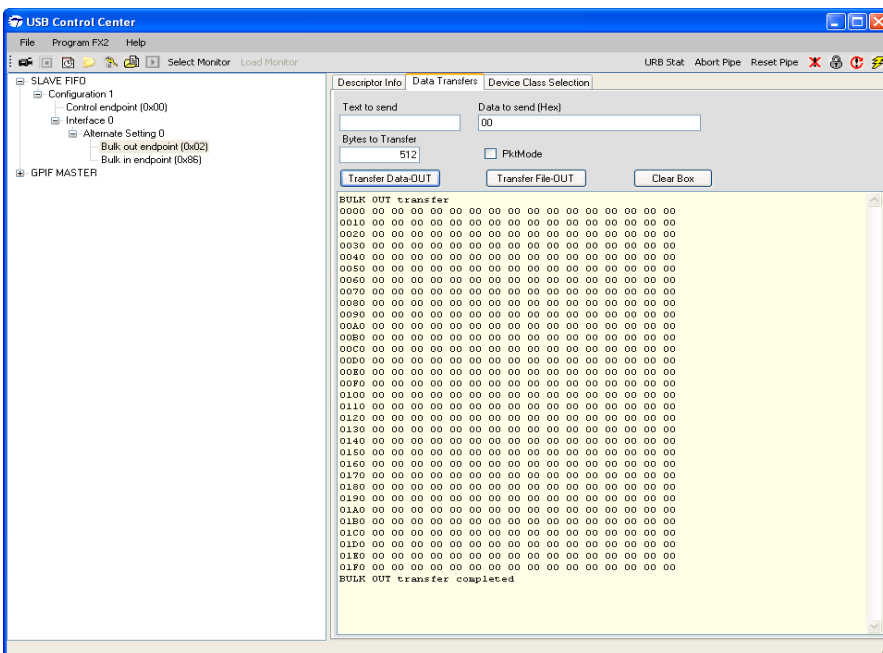 USB Control Center
File Program FX2 Help
Select Monitor Load Monitor URB Stat Abort Pipe Reset Pipe
SLAVE FIFO
Configuration 1
Control endpoint (0x00)
Interface 0
Alternate Setting 0
Bulk out endpoint (0x02)
Bulk in endpoint (0x86)
GPIF MASTER
Descriptor Info Data Transfers Device Class Selection
Text to send Data to send (Hex)
00
Bytes to Transfer
512 PktMode
Transfer Data-OUT Transfer File-OUT Clear Box
BULK OUT transfer
0000 00 00 00 00 00 00 00 00 00 00 00 00 00 00 00 00
0010 00 00 00 00 00 00 00 00 00 00 00 00 00 00 00 00
0020 00 00 00 00 00 00 00 00 00 00 00 00 00 00 00 00
0030 00 00 00 00 00 00 00 00 00 00 00 00 00 00 00 00
0040 00 00 00 00 00 00 00 00 00 00 00 00 00 00 00 00
0050 00 00 00 00 00 00 00 00 00 00 00 00 00 00 00 00
0060 00 00 00 00 00 00 00 00 00 00 00 00 00 00 00 00
0070 00 00 00 00 00 00 00 00 00 00 00 00 00 00 00 00
0080 00 00 00 00 00 00 00 00 00 00 00 00 00 00 00 00
0090 00 00 00 00 00 00 00 00 00 00 00 00 00 00 00 00
00A0 00 00 00 00 00 00 00 00 00 00 00 00 00 00 00 00
00B0 00 00 00 00 00 00 00 00 00 00 00 00 00 00 00 00
00C0 00 00 00 00 00 00 00 00 00 00 00 00 00 00 00 00
00D0 00 00 00 00 00 00 00 00 00 00 00 00 00 00 00 00
00E0 00 00 00 00 00 00 00 00 00 00 00 00 00 00 00 00
00F0 00 00 00 00 00 00 00 00 00 00 00 00 00 00 00 00
0100 00 00 00 00 00 00 00 00 00 00 00 00 00 00 00 00
0110 00 00 00 00 00 00 00 00 00 00 00 00 00 00 00 00
0120 00 00 00 00 00 00 00 00 00 00 00 00 00 00 00 00
0130 00 00 00 00 00 00 00 00 00 00 00 00 00 00 00 00
0140 00 00 00 00 00 00 00 00 00 00 00 00 00 00 00 00
0150 00 00 00 00 00 00 00 00 00 00 00 00 00 00 00 00
0160 00 00 00 00 00 00 00 00 00 00 00 00 00 00 00 00
0170 00 00 00 00 00 00 00 00 00 00 00 00 00 00 00 00
0180 00 00 00 00 00 00 00 00 00 00 00 00 00 00 00 00
0190 00 00 00 00 00 00 00 00 00 00 00 00 00 00 00 00
01A0 00 00 00 00 00 00 00 00 00 00 00 00 00 00 00 00
01B0 00 00 00 00 00 00 00 00 00 00 00 00 00 00 00 00
01C0 00 00 00 00 00 00 00 00 00 00 00 00 00 00 00 00
01D0 00 00 00 00 00 00 00 00 00 00 00 00 00 00 00 00
01E0 00 00 00 00 00 00 00 00 00 00 00 00 00 00 00 00
01F0 00 00 00 00 00 00 00 00 00 00 00 00 00 00 00 00
BULK OUT transfer completed